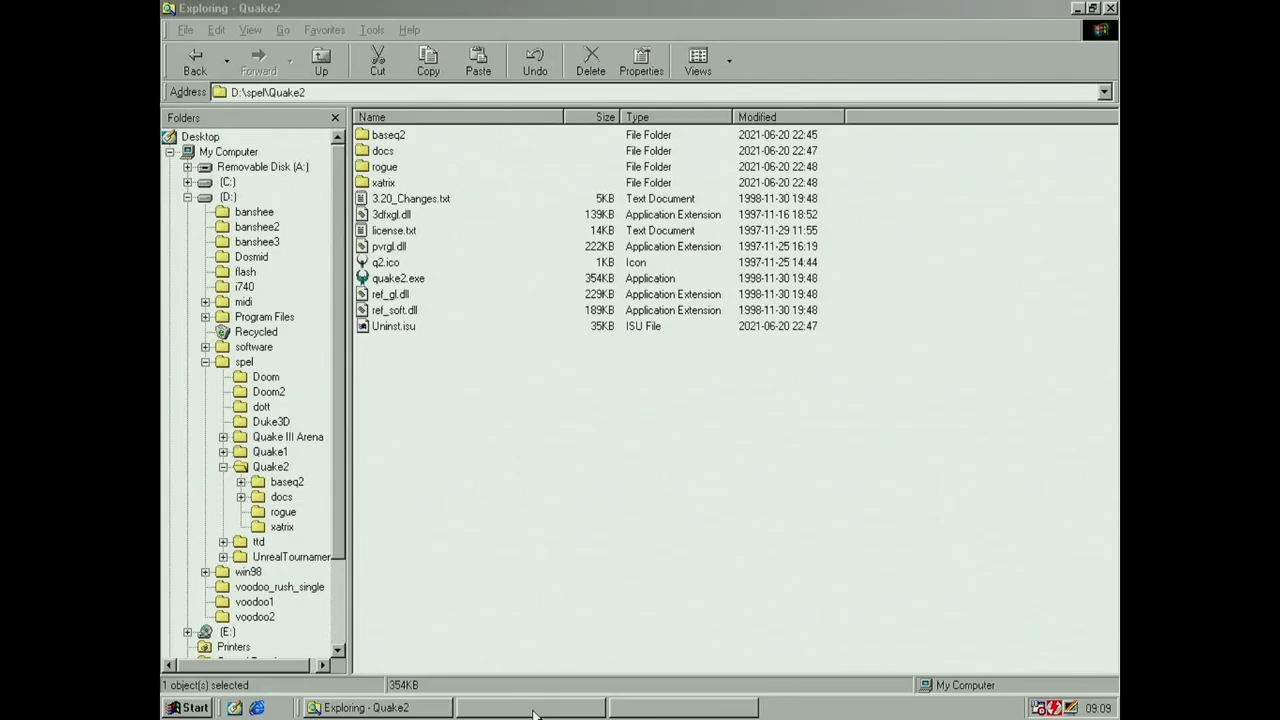 Exploring - Quake2
File Edit View Go Favorites Tools Help
Back Forward Up Cut Copy Paste Undo Delete Properties Views
Address D:\spel\Quake2
Folders
Desktop
My Computer
Removable Disk (A:)
(C:)
(D:)
banshee
banshee2
banshee3
Dosmid
flash
i740
midi
Program Files
Recycled
software
spel
Doom
Doom2
dott
Duke3D
Quake III Arena
Quake1
Quake2
baseq2
docs
rogue
xatrix
ttd
UnrealTournamer
win98
voodoo_rush_single
voodoo1
voodoo2
(E:)
Printers
Name Size Type Modified
baseq2 File Folder 2021-06-20 22:45
docs File Folder 2021-06-20 22:47
rogue File Folder 2021-06-20 22:48
xatrix File Folder 2021-06-20 22:48
3.20_Changes.txt 5KB Text Document 1998-11-30 19:48
3dfxgl.dll 139KB Application Extension 1997-11-16 18:52
license.txt 14KB Text Document 1997-11-29 11:55
pvrgl.dll 222KB Application Extension 1997-11-25 16:19
q2.ico 1KB Icon 1997-11-25 14:44
quake2.exe 354KB Application 1998-11-30 19:48
ref_gl.dll 229KB Application Extension 1998-11-30 19:48
ref_soft.dll 189KB Application Extension 1998-11-30 19:48
Uninst.isu 35KB ISU File 2021-06-20 22:47
1 object(s) selected 354KB My Computer
Start Exploring - Quake2 09:09